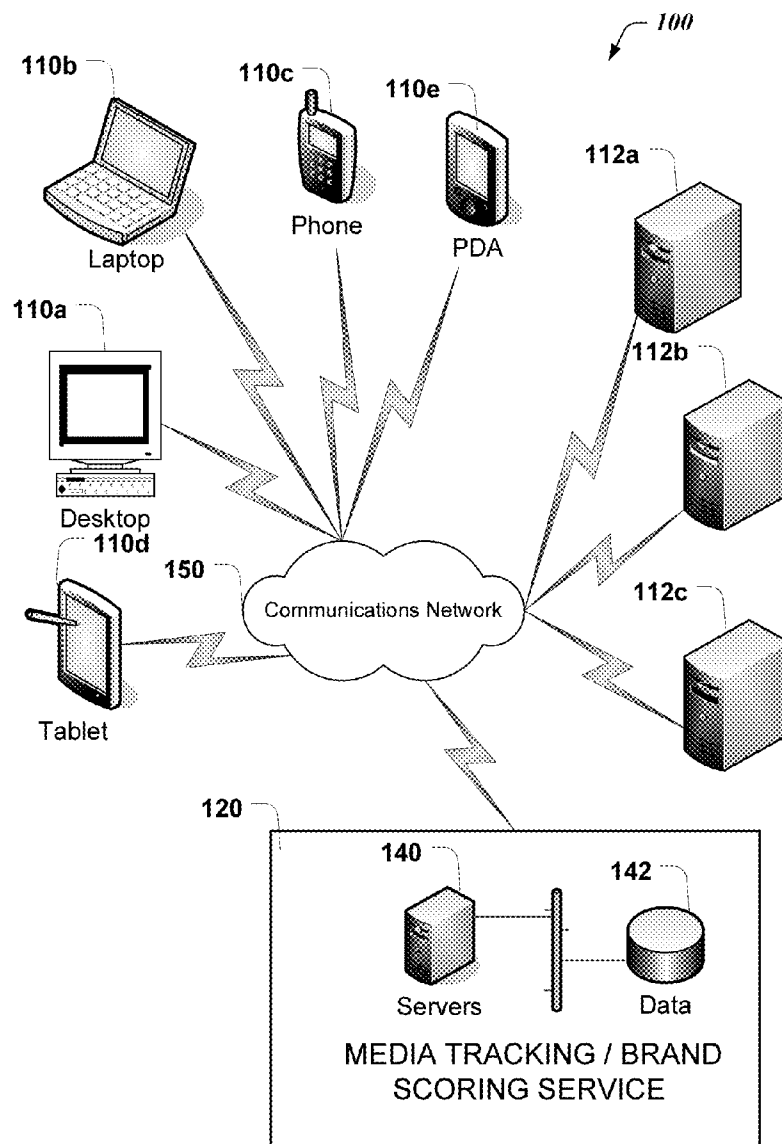 100
110b
110c
110e
112a
Laptop
Phone
PDA
110a
112b
Desktop
110d
150
Communications Network
112c
Tablet
120
140
142
Servers
Data
MEDIA TRACKING / BRAND
SCORING SERVICE